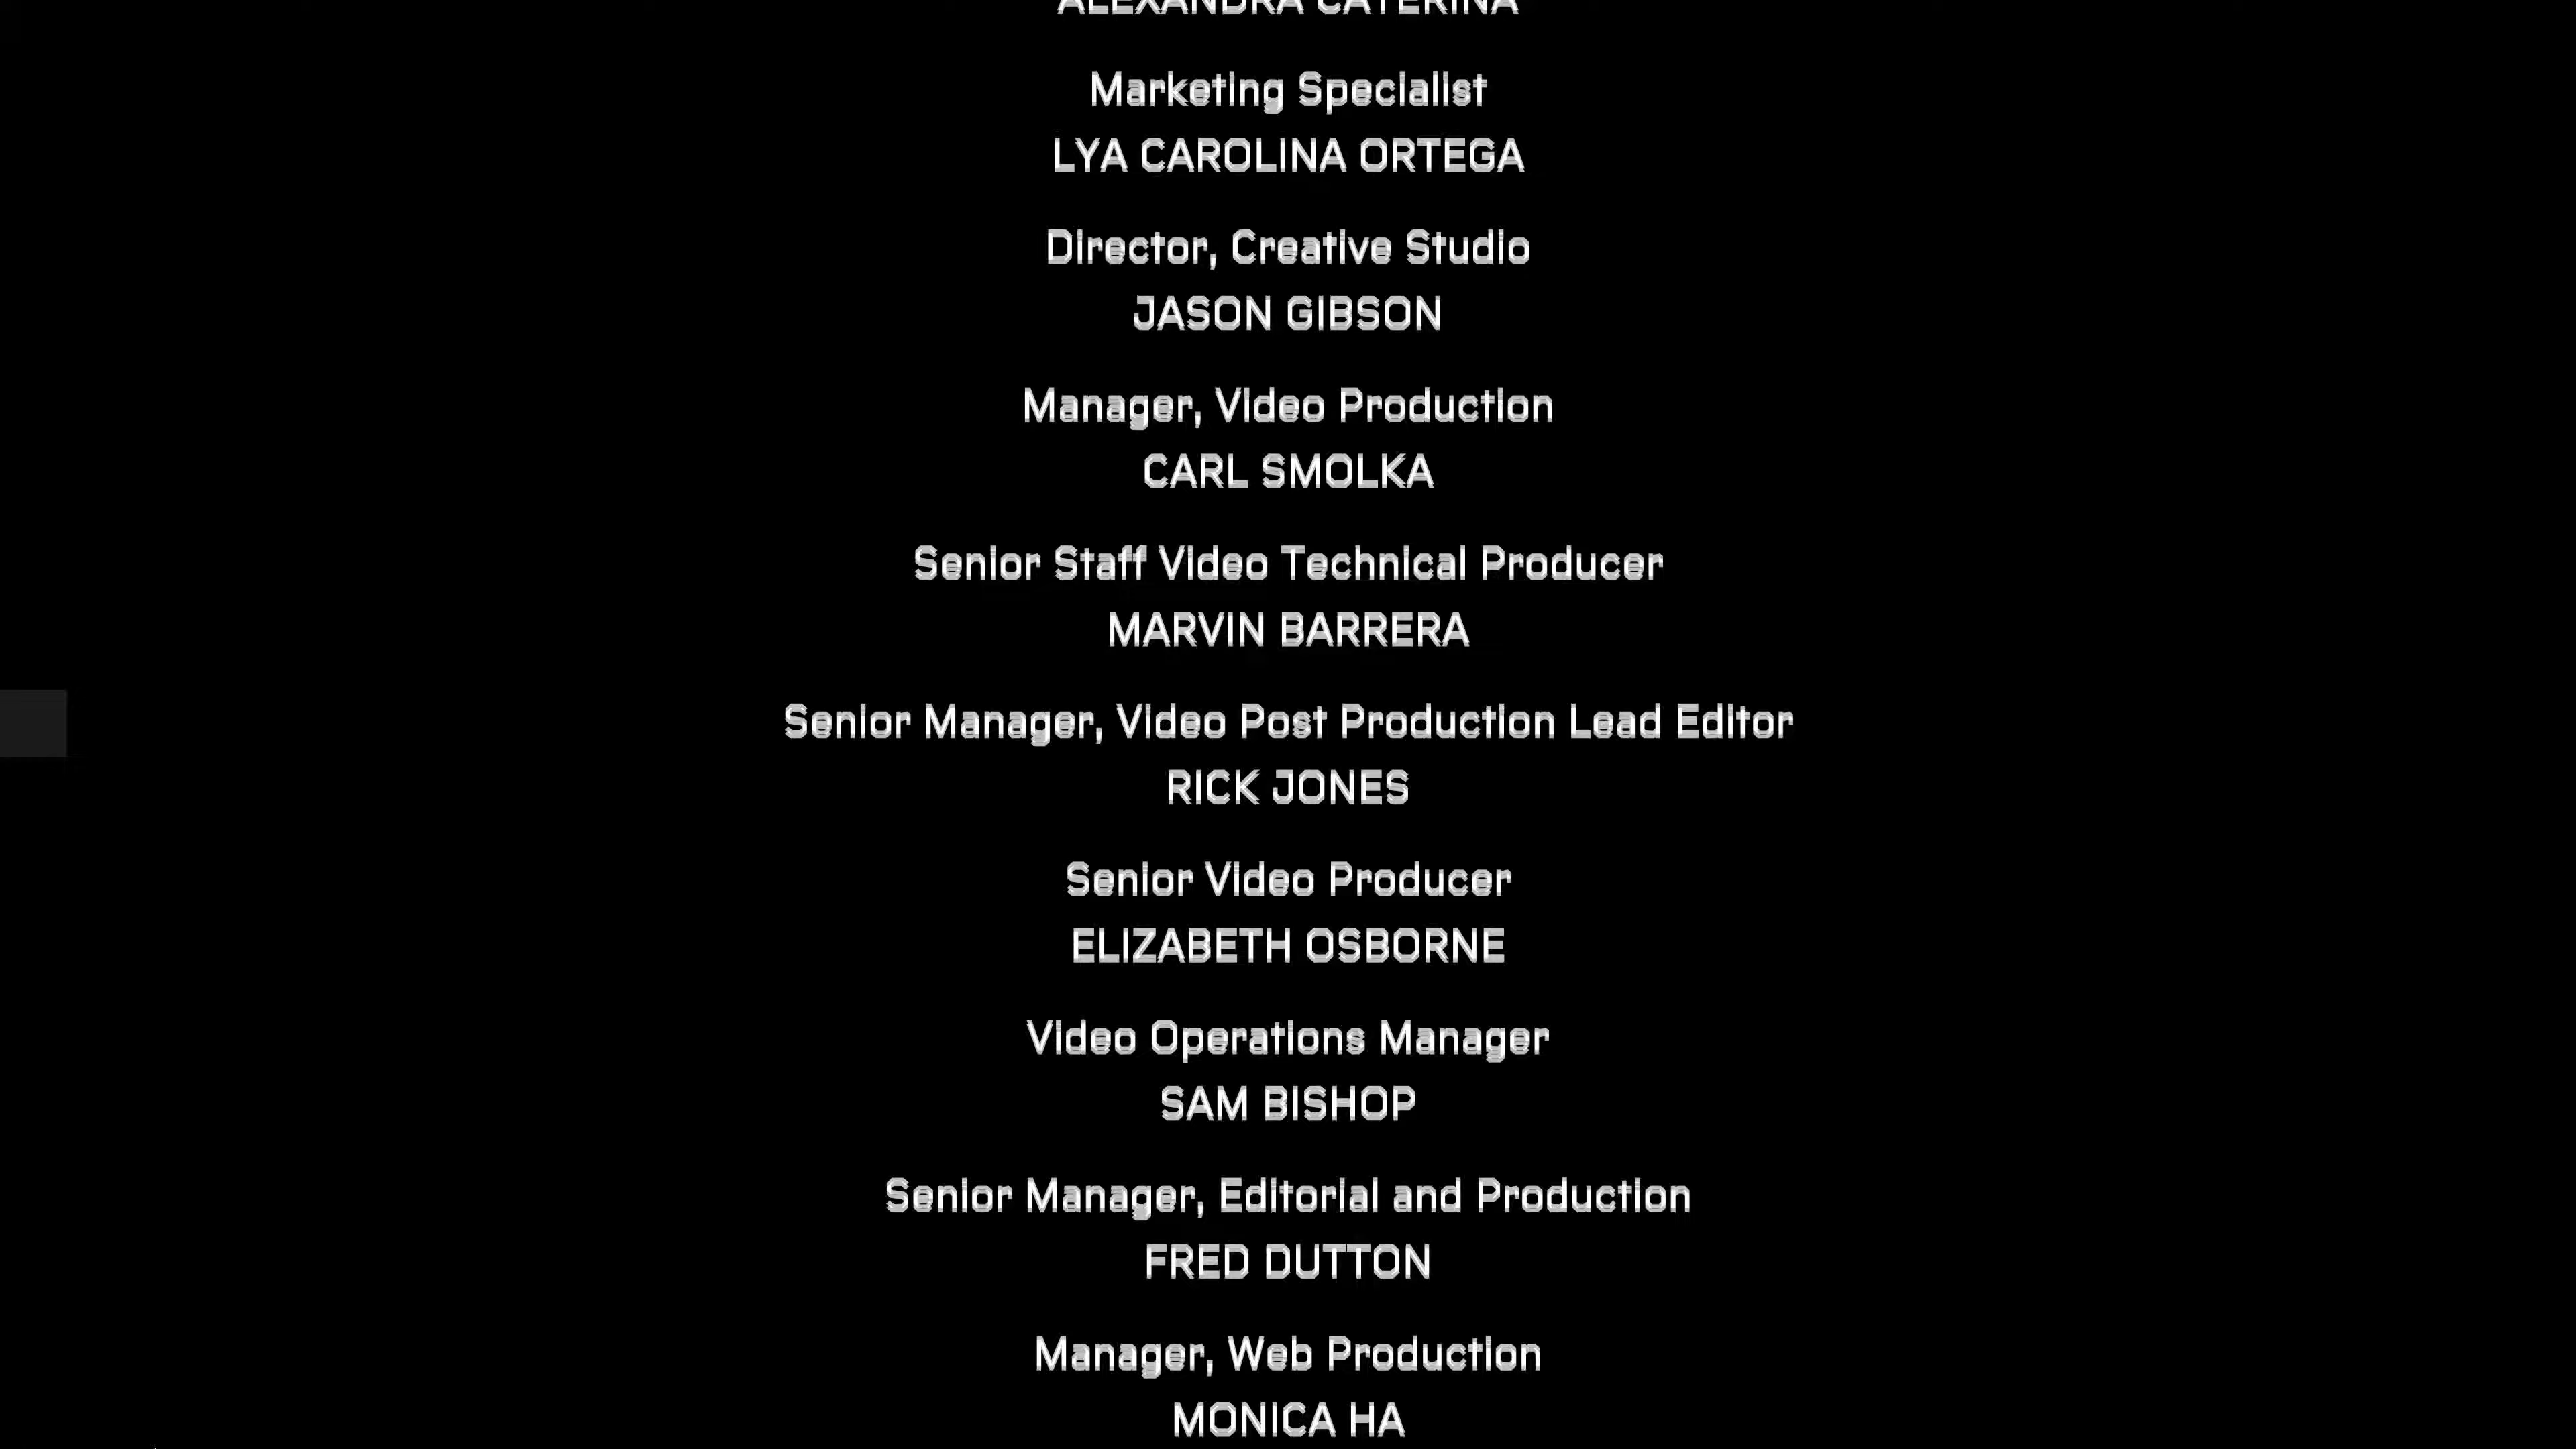 ALEXANDRA CATERINA
Marketing Specialist
LYA CAROLINA ORTEGA
Director, Creative Studio
JASON GIBSON
Manager, Video Production
CARL SMOLKA
Senior Staff Video Technical Producer
MARVIN BARRERA
Senior Manager, Video Post Production Lead Editor
RICK JONES
Senior Video Producer
ELIZABETH OSBORNE
Video Operations Manager
SAM BISHOP
Senior Manager, Editorial and Production
FRED DUTTON
Manager, Web Production
MONICA HA